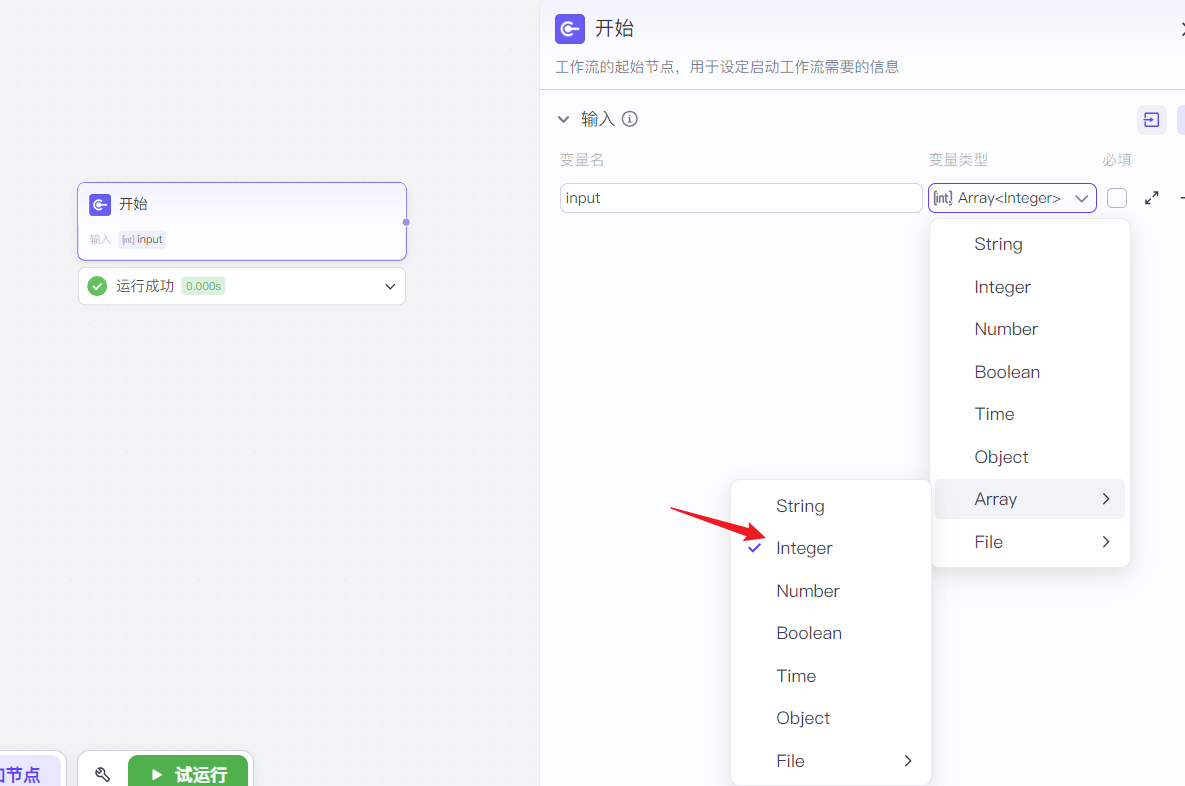 开始
输入 [int] input
运行成功 0.000s
节点
试运行
开始
工作流的起始节点，用于设定启动工作流需要的信息
输入
变量名 变量类型 必填
input [int] Array<Integer>
String
Integer
Number
Boolean
Time
Object
Array
File
String
Integer
Number
Boolean
Time
Object
File